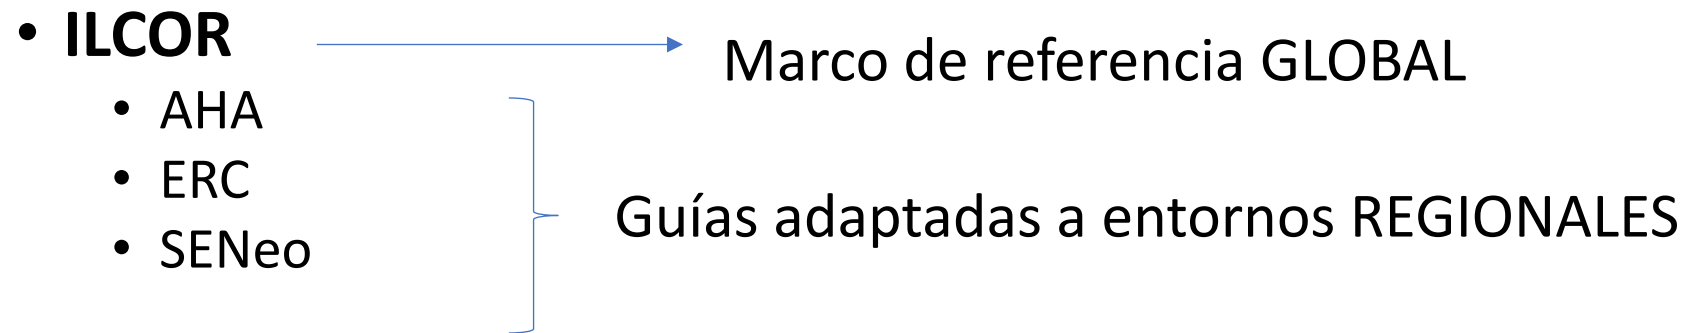 • ILCOR
Marco de referencia GLOBAL
• AHA
• ERC
• SENeo
Guías adaptadas a entornos REGIONALES